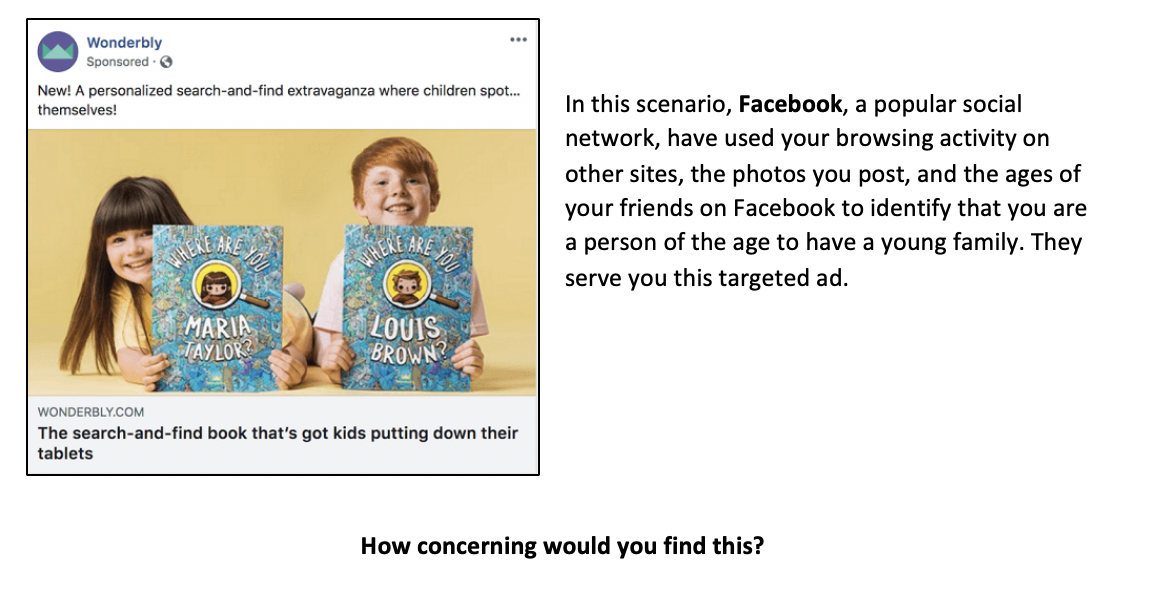 Wonderbly
Sponsored ·
New! A personalized search-and-find extravaganza where children spot...
themselves!
WHERE ARE YOU
MARIA
TAYLOR?
WHERE ARE YOU
LOUIS
BROWN?
WONDERBLY.COM
The search-and-find book that's got kids putting down their
tablets
In this scenario, Facebook, a popular social
network, have used your browsing activity on
other sites, the photos you post, and the ages of
your friends on Facebook to identify that you are
a person of the age to have a young family. They
serve you this targeted ad.
How concerning would you find this?